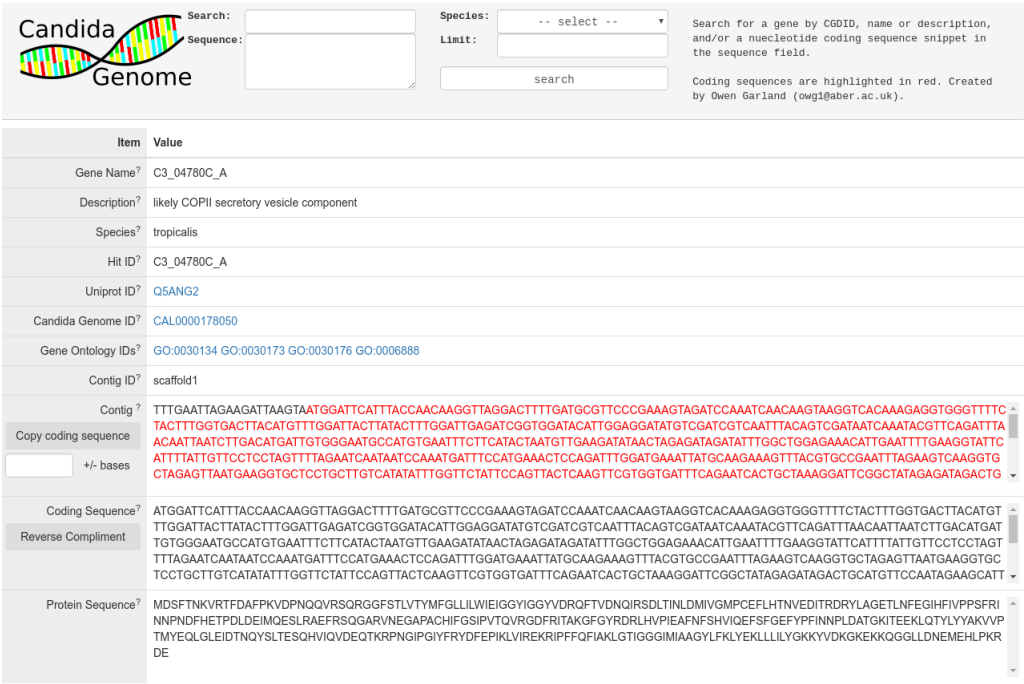 Candida
Genome
Search:
Sequence:
Species:
-- select --
Limit:
search
Search for a gene by CGDID, name or description,
and/or a nuecleotide coding sequence snippet in
the sequence field.
Coding sequences are highlighted in red. Created
by Owen Garland (owg1@aber.ac.uk).
Item Value
Gene Name? C3_04780C_A
Description? likely COPII secretory vesicle component
Species? tropicalis
Hit ID? C3_04780C_A
Uniprot ID? Q5ANG2
Candida Genome ID? CAL0000178050
Gene Ontology IDs? GO:0030134 GO:0030173 GO:0030176 GO:0006888
Contig ID? scaffold1
Contig ?
Copy coding sequence
+/- bases
TTTGAATTAGAAGATTAAGTAATGGATTCATTTACCAACAAGGTTAGGACTTTTGATGCGTTCCCGAAAGTAGATCCAAATCAACAAGTAAGGTCACAAAGAGGTGGGTTTTC
TACTTTGGTGACTTACATGTTTGGATTACTTATACTTTGGATTGAGATCGGTGGATACATTGGAGGATATGTCGATCGTCAATTTACAGTCGATAATCAAATACGTTCAGATTTA
ACAATTAATCTTGACATGATTGTGGGAATGCCATGTGAATTTCTTCATACTAATGTTGAAGATATAACTAGAGATAGATATTTGGCTGGAGAAACATTGAATTTTGAAGGTATTC
ATTTTATTGTTCCTCCTAGTTTTAGAATCAATAATCCAAATGATTTCCATGAAACTCCAGATTTGGATGAAATTATGCAAGAAAGTTTACGTGCCGAATTTAGAAGTCAAGGTG
CTAGAGTTAATGAAGGTGCTCCTGCTTGTCATATATTTGGTTCTATTCCAGTTACTCAAGTTCGTGGTGATTTCAGAATCACTGCTAAAGGATTCGGCTATAGAGATAGACTG
Coding Sequence?
Reverse Compliment
ATGGATTCATTTACCAACAAGGTTAGGACTTTTGATGCGTTCCCGAAAGTAGATCCAAATCAACAAGTAAGGTCACAAAGAGGTGGGTTTTCTACTTTGGTGACTTACATGT
TTGGATTACTTATACTTTGGATTGAGATCGGTGGATACATTGGAGGATATGTCGATCGTCAATTTACAGTCGATAATCAAATACGTTCAGATTTAACAATTAATCTTGACATGAT
TGTGGGAATGCCATGTGAATTTCTTCATACTAATGTTGAAGATATAACTAGAGATAGATATTTGGCTGGAGAAACATTGAATTTTGAAGGTATTCATTTTATTGTTCCTCCTAGT
TTTAGAATCAATAATCCAAATGATTTCCATGAAACTCCAGATTTGGATGAAATTATGCAAGAAAGTTTACGTGCCGAATTTAGAAGTCAAGGTGCTAGAGTTAATGAAGGTGC
TCCTGCTTGTCATATATTTGGTTCTATTCCAGTTACTCAAGTTCGTGGTGATTTCAGAATCACTGCTAAAGGATTCGGCTATAGAGATAGACTGCATGTTCCAATAGAAGCATT
Protein Sequence?
MDSFTNKVRTFDAFPKVDPNQQVRSQRGGFSTLVTYMFGLLILWIEIGGYIGGYVDRQFTVDNQIRSDLTINLDMIVGMPCEFLHTNVEDITRDRYLAGETLNFEGIHFIVPPSFRI
NNPNDFHETPDLDEIMQESLRAEFRSQGARVNEGAPACHIFGSIPVTQVRGDFRITAKGFGYRDRLHVPIEAFNFSHVIQEFSFGEFYPFINNPLDATGKITEEKLQTYLYYAKVVP
TMYEQLGLEIDTNQYSLTESQHVIQVDEQTKRPNGIPGIYFRYDFEPIKLVIREKRIPFFQFIAKLGTIGGGIMIAAGYLFKLYEKLLLILYGKKYVDKGKEKKQGGLLDNEMEHLPKR
DE